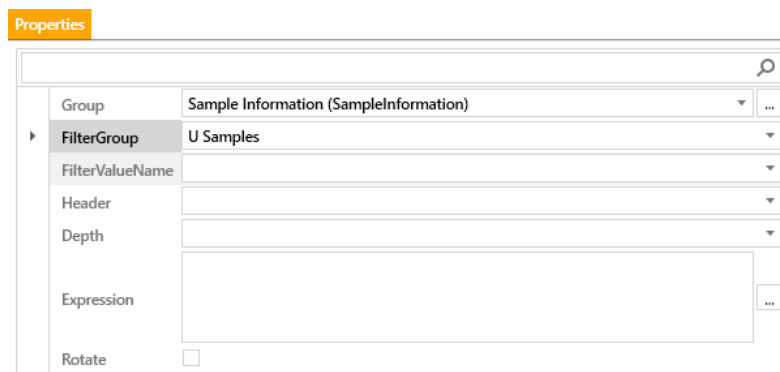 Properties
Group Sample Information (SampleInformation) ...
FilterGroup U Samples
FilterValueName
Header
Depth
Expression ...
Rotate